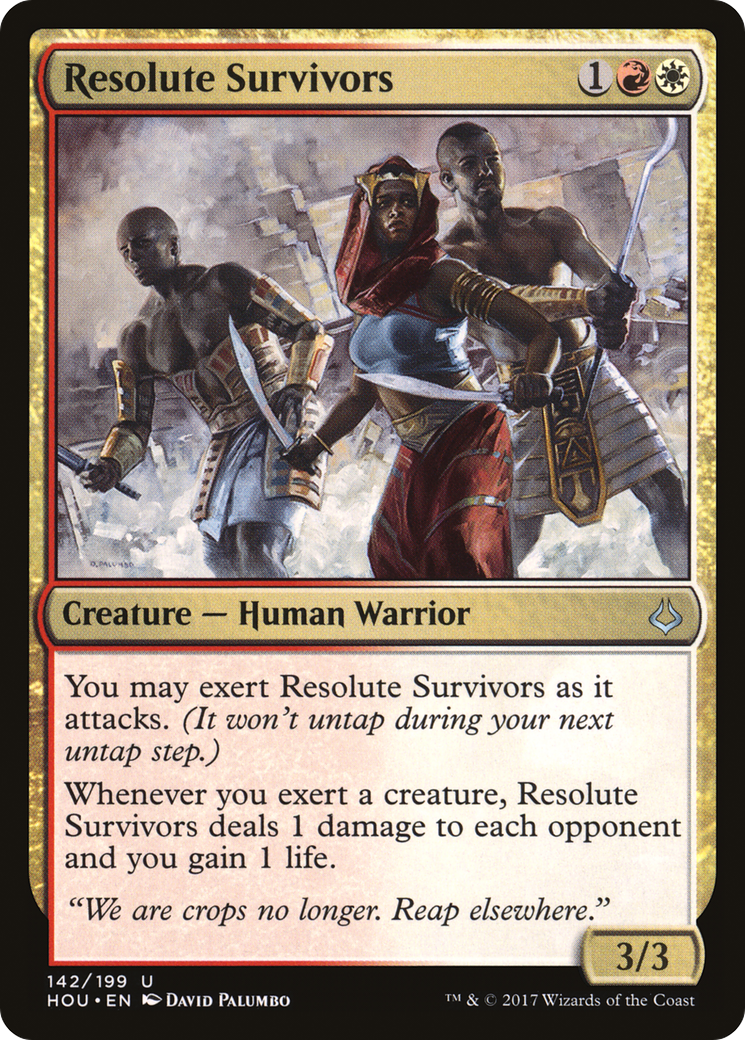 Resolute Survivors 1
D. PALUMBO
Creature — Human Warrior
You may exert Resolute Survivors as it
attacks. (It won't untap during your next
untap step.)
Whenever you exert a creature, Resolute
Survivors deals 1 damage to each opponent
and you gain 1 life.
"We are crops no longer. Reap elsewhere."
3/3
142/199 U
HOU • EN DAVID PALUMBO
™ & © 2017 Wizards of the Coast